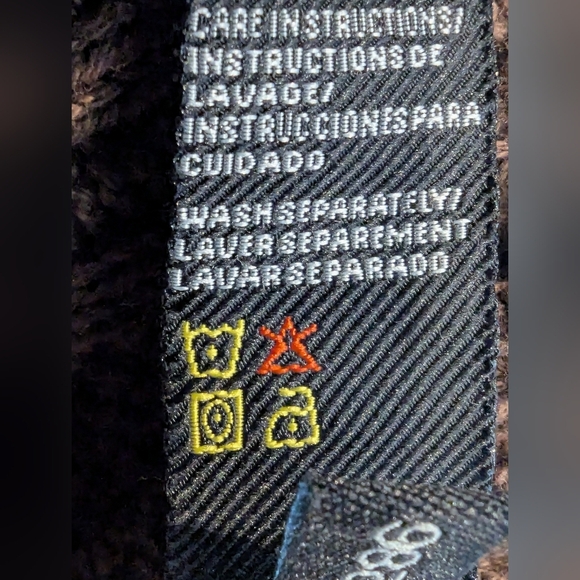 CARE INSTRUCTIONS/
INSTRUCTIONS DE
LAVAGE/
INSTRUCCIONES PARA
CUIDADO
WASH SEPARATELY/
LAVER SEPAREMENT
LAVAR SEPARADO